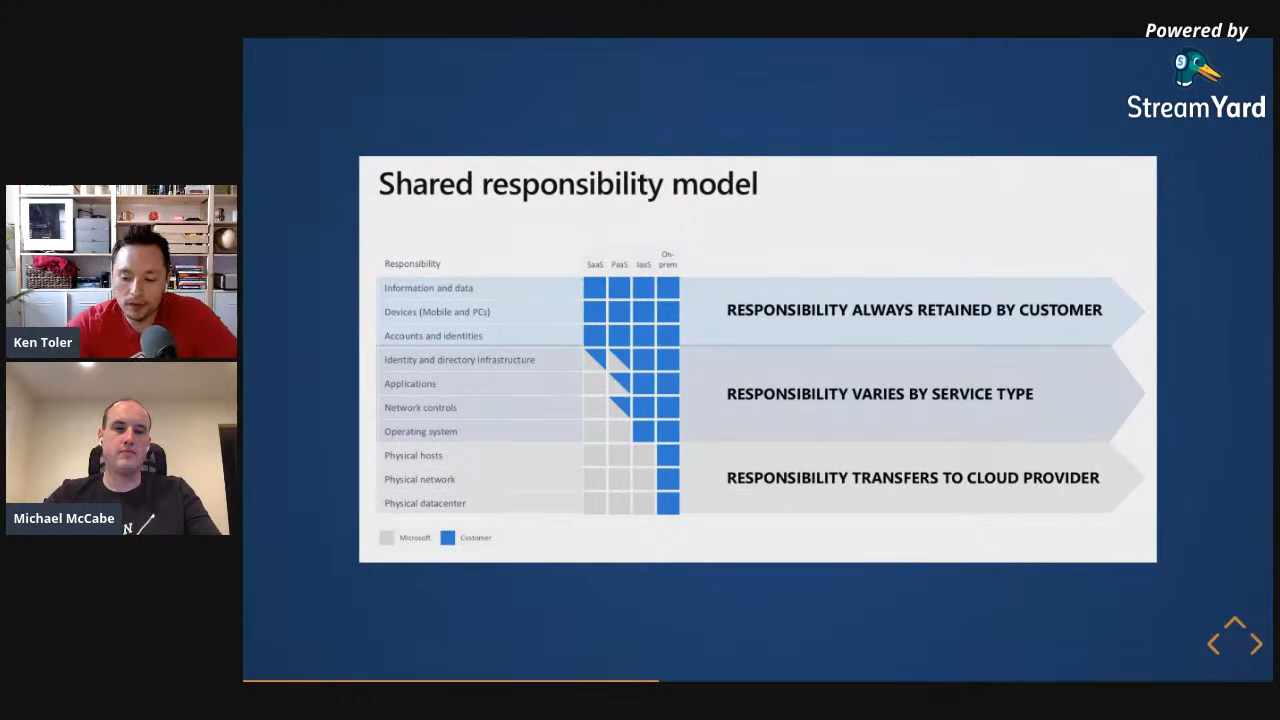 Powered by
StreamYard
Shared responsibility model
Responsibility
SaaS PaaS IaaS On-prem
Information and data
Devices (Mobile and PCs)
Accounts and identities
RESPONSIBILITY ALWAYS RETAINED BY CUSTOMER
Identity and directory infrastructure
Applications
Network controls
Operating system
RESPONSIBILITY VARIES BY SERVICE TYPE
Physical hosts
Physical network
Physical datacenter
RESPONSIBILITY TRANSFERS TO CLOUD PROVIDER
Microsoft Customer
Ken Toler
Michael McCabe